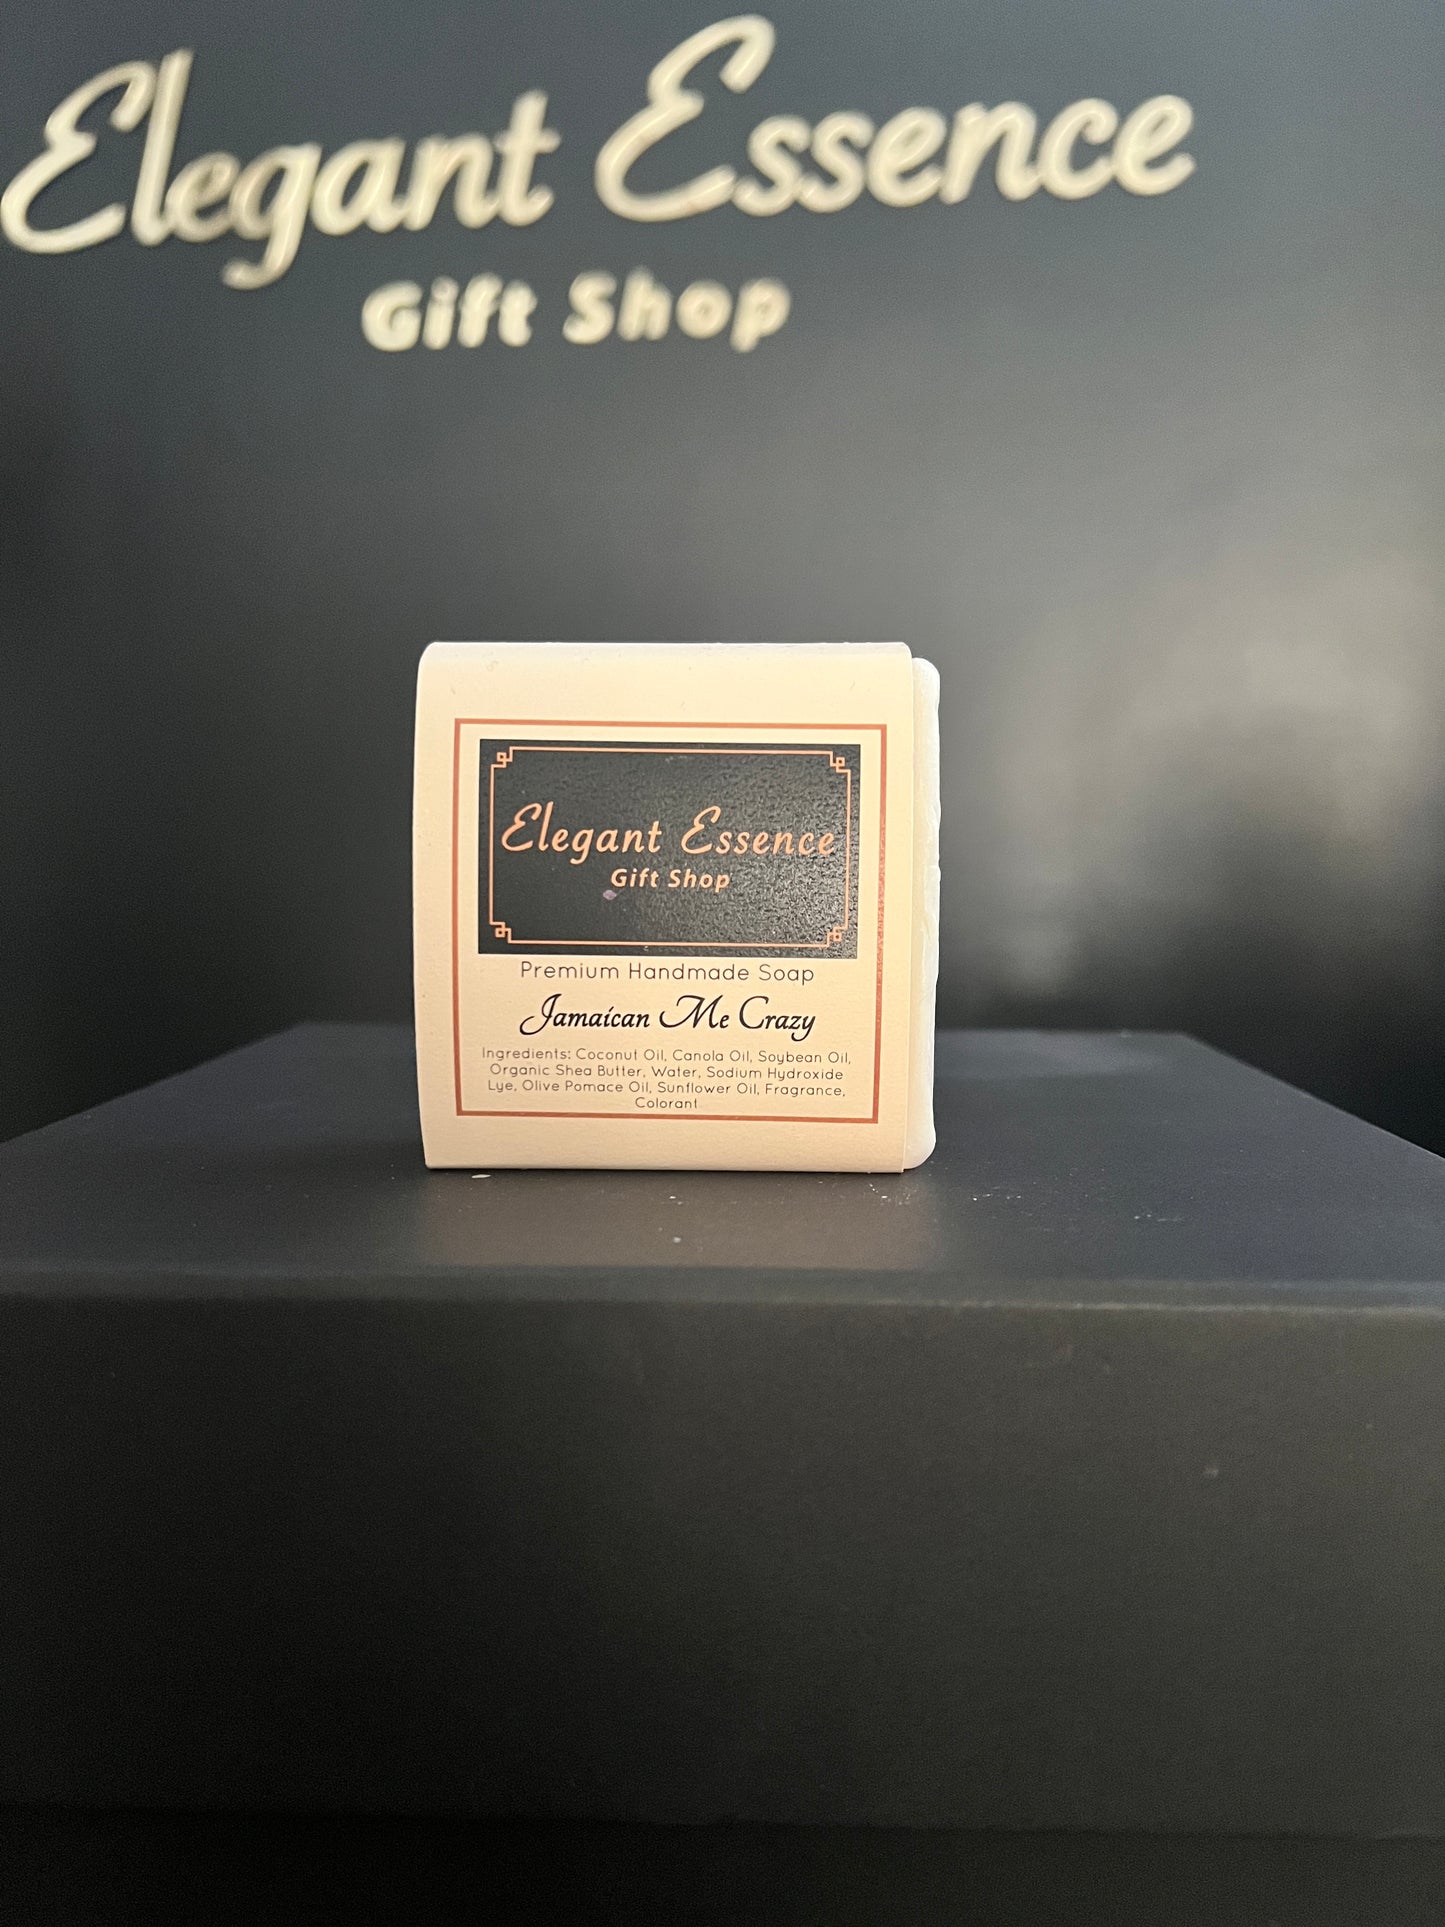 Elegant Essence
Gift Shop
Elegant Essence
Gift Shop
Premium Handmade Soap
Jamaican Me Crazy
Ingredients: Coconut Oil, Canola Oil, Soybean Oil,
Organic Shea Butter, Water, Sodium Hydroxide
Lye, Olive Pomace Oil, Sunflower Oil, Fragrance,
Colorant